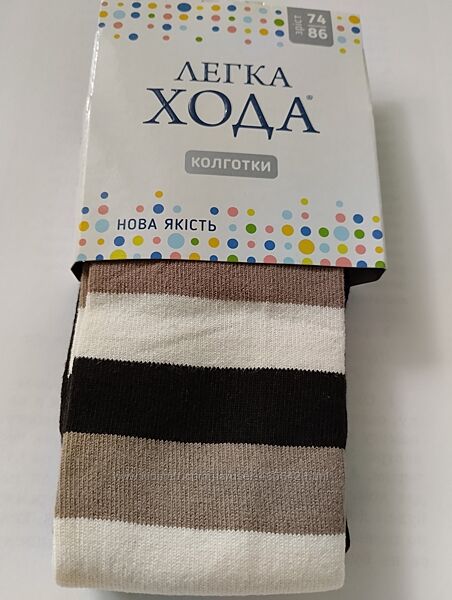 зріст 74
86
ЛЕГКА
ХОДА®
КОЛГОТКИ
НОВА ЯКІСТЬ